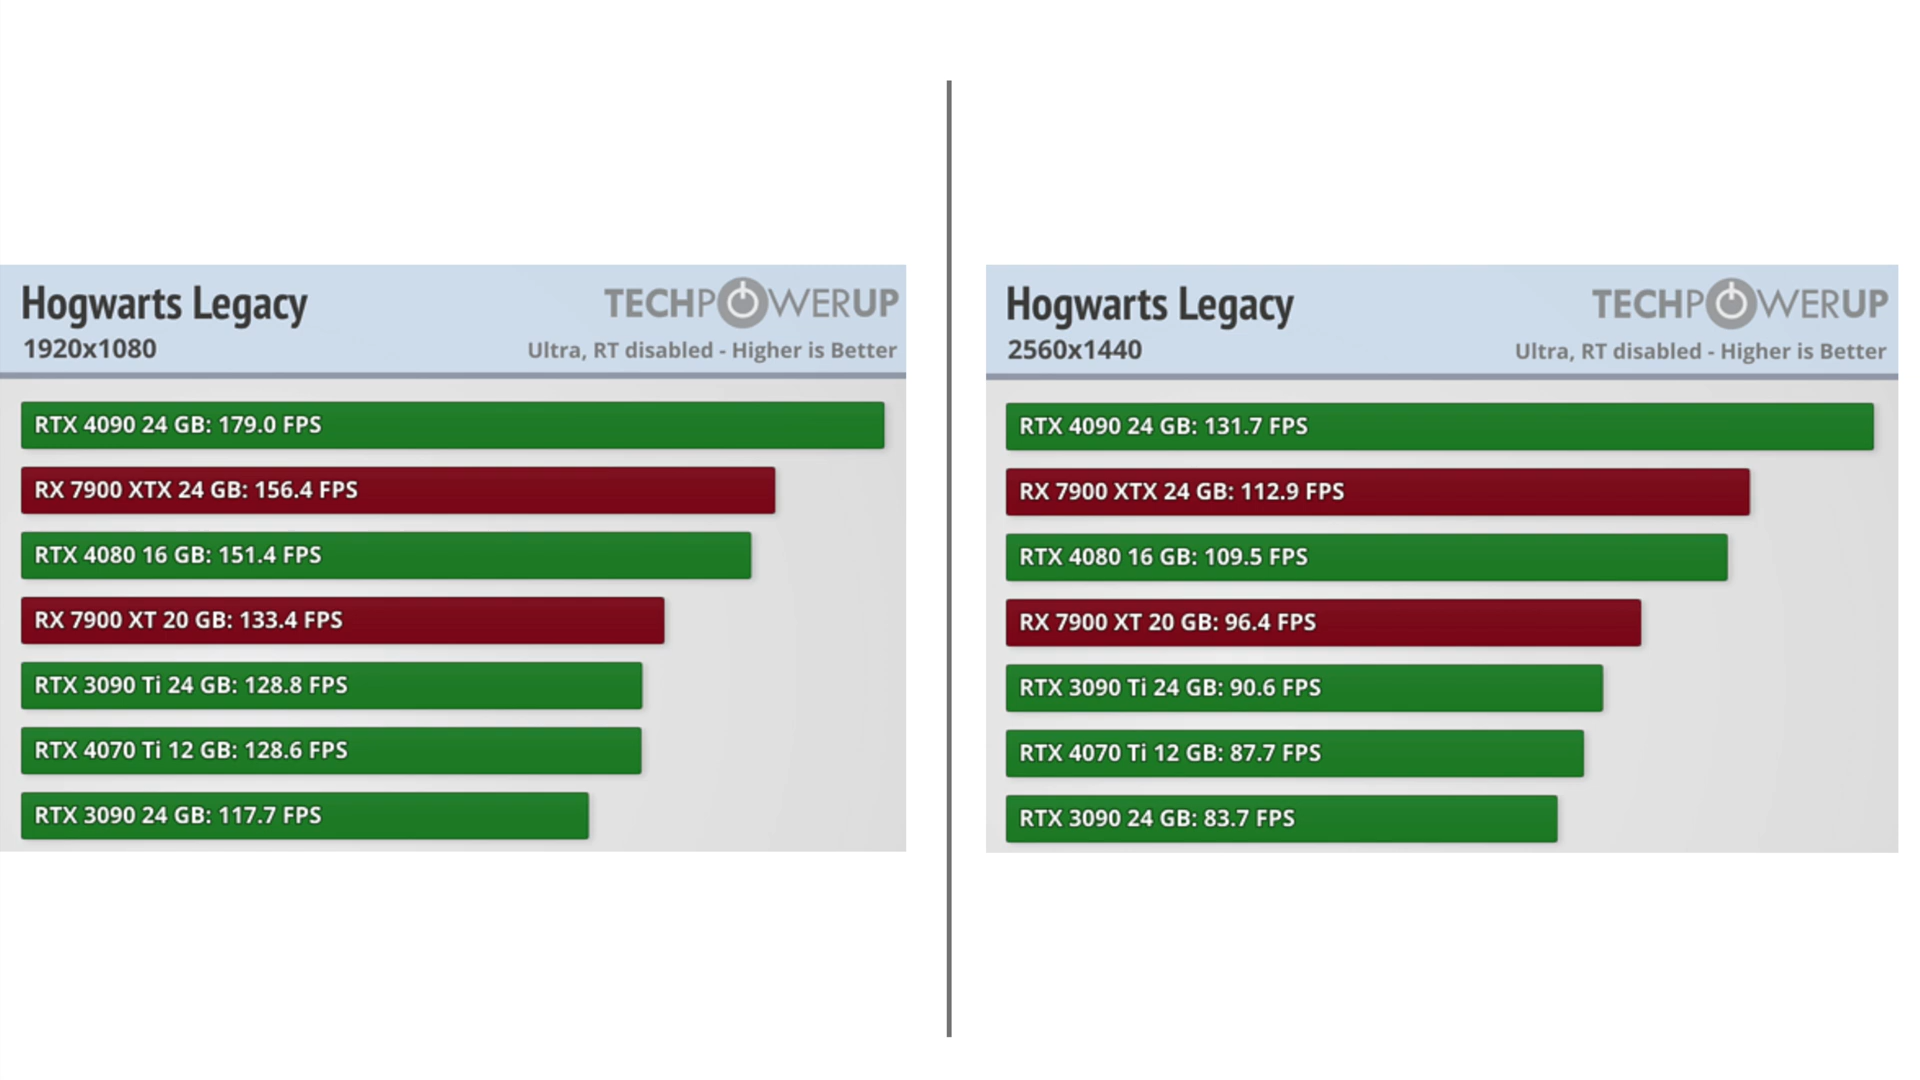 Hogwarts Legacy
TECHPOWERUP
1920x1080
Ultra, RT disabled - Higher is Better
RTX 4090 24 GB: 179.0 FPS
RX 7900 XTX 24 GB: 156.4 FPS
RTX 4080 16 GB: 151.4 FPS
RX 7900 XT 20 GB: 133.4 FPS
RTX 3090 Ti 24 GB: 128.8 FPS
RTX 4070 Ti 12 GB: 128.6 FPS
RTX 3090 24 GB: 117.7 FPS
Hogwarts Legacy
TECHPOWERUP
2560x1440
Ultra, RT disabled - Higher is Better
RTX 4090 24 GB: 131.7 FPS
RX 7900 XTX 24 GB: 112.9 FPS
RTX 4080 16 GB: 109.5 FPS
RX 7900 XT 20 GB: 96.4 FPS
RTX 3090 Ti 24 GB: 90.6 FPS
RTX 4070 Ti 12 GB: 87.7 FPS
RTX 3090 24 GB: 83.7 FPS